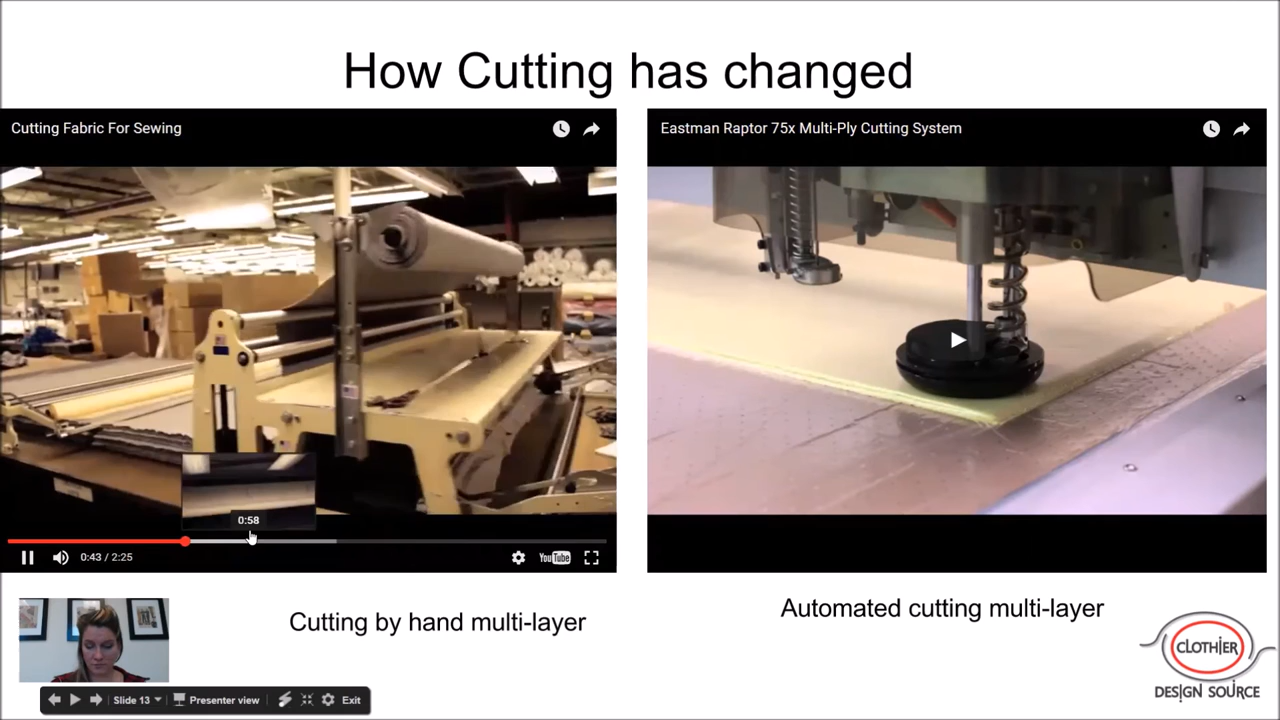 How Cutting has changed
Cutting Fabric For Sewing
Eastman Raptor 75x Multi-Ply Cutting System
0:58
0:43 / 2:25
YouTube
Cutting by hand multi-layer
Automated cutting multi-layer
CLOTHIER
DESIGN SOURCE
Slide 13
Presenter view
Exit